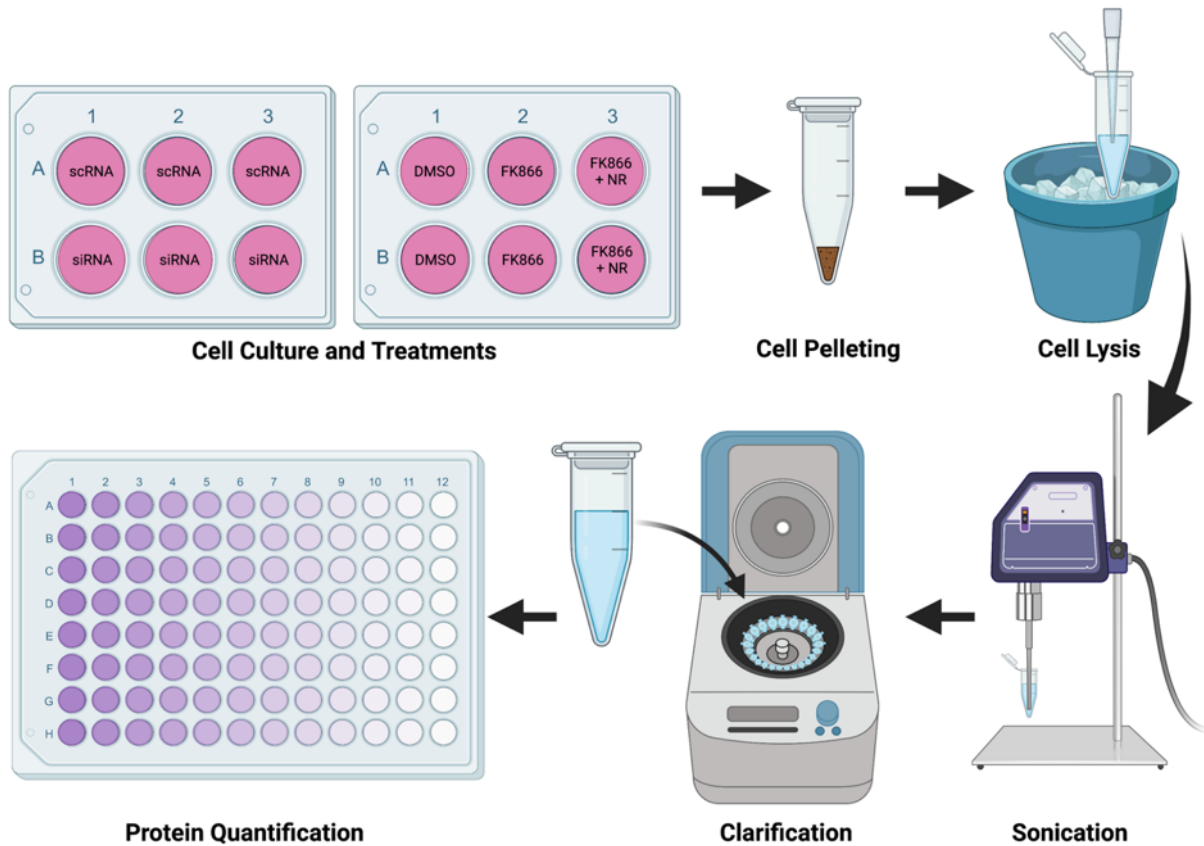 1 2 3
A scRNA scRNA scRNA
B siRNA siRNA siRNA
1 2 3
A DMSO FK866 FK866
+ NR
B DMSO FK866 FK866
+ NR
Cell Culture and Treatments
Cell Pelleting
Cell Lysis
1 2 3 4 5 6 7 8 9 10 11 12
A
B
C
D
E
F
G
H
Protein Quantification
Clarification
Sonication